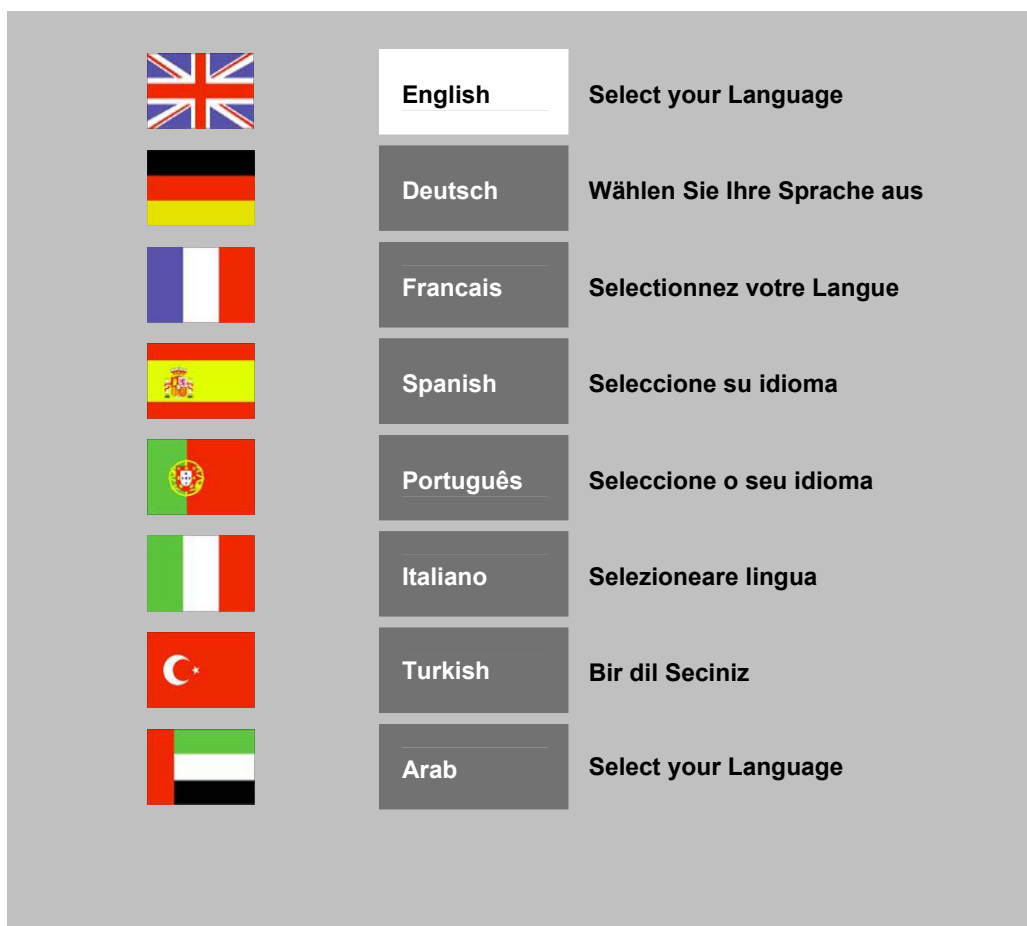 English Select your Language
Deutsch Wählen Sie Ihre Sprache aus
Francais Selectionnez votre Langue
Spanish Seleccione su idioma
Português Seleccione o seu idioma
Italiano Selezioneare lingua
Turkish Bir dil Seciniz
Arab Select your Language